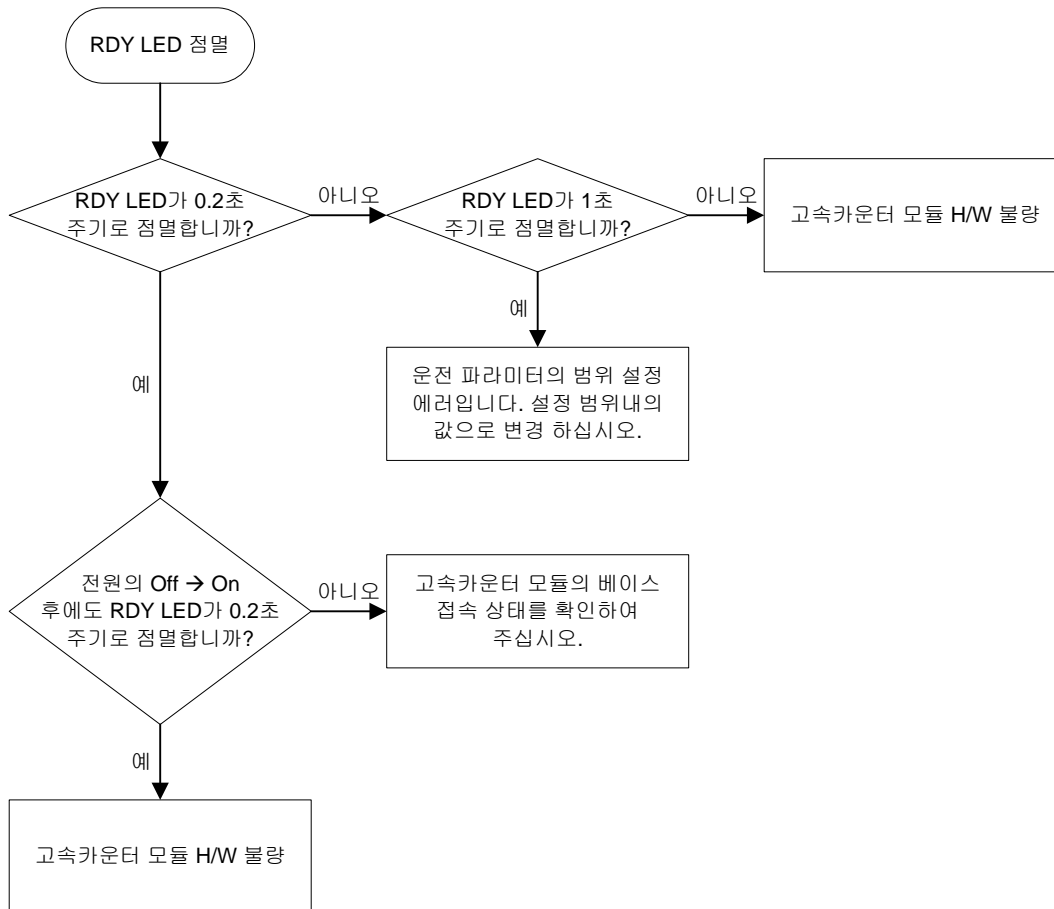 RDY LED 점멸
RDY LED가 0.2초
주기로 점멸합니까?
아니오
RDY LED가 1초
주기로 점멸합니까?
아니오
고속카운터 모듈 H/W 불량
예
운전 파라미터의 범위 설정
에러입니다. 설정 범위내의
값으로 변경 하십시오.
예
전원의 Off → On
후에도 RDY LED가 0.2초
주기로 점멸합니까?
아니오
고속카운터 모듈의 베이스
접속 상태를 확인하여
주십시오.
예
고속카운터 모듈 H/W 불량